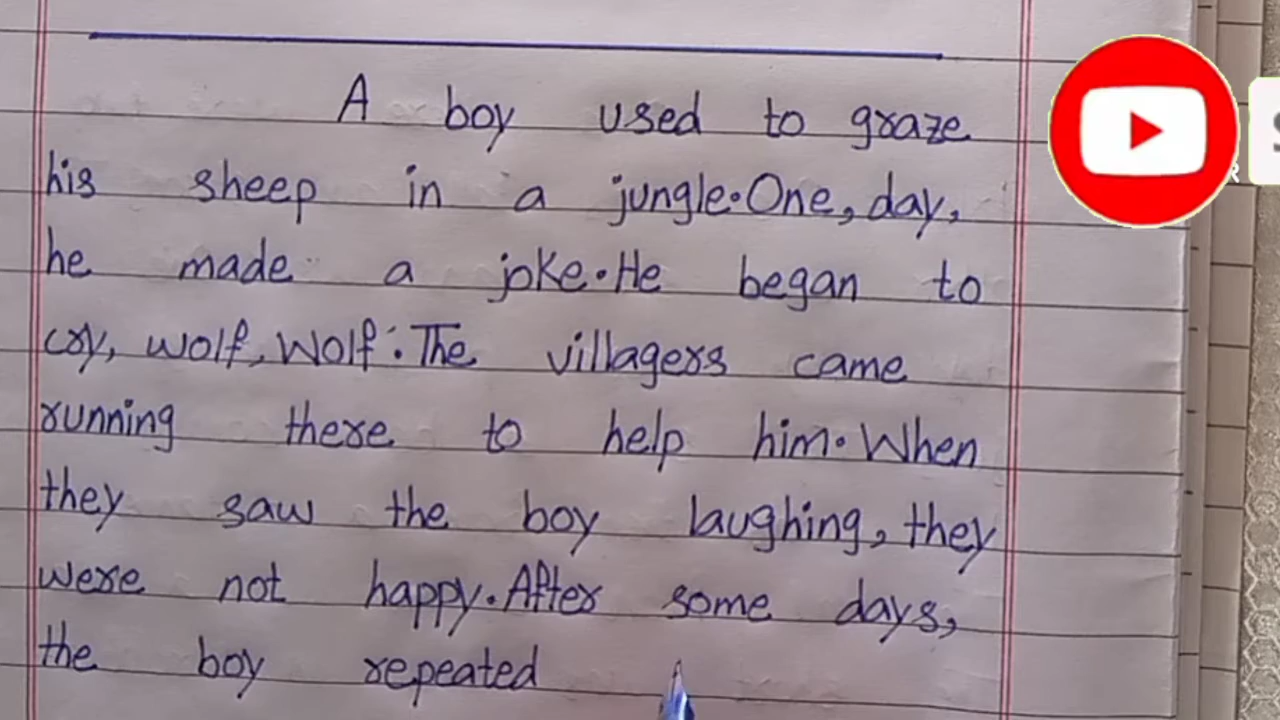 A boy used to graze
his sheep in a jungle.One, day,
he made a joke.He began to
cry, wolf, Wolf'.The villagers came
running there to help him.When
they saw the boy laughing, they
were not happy.After some days,
the boy repeated